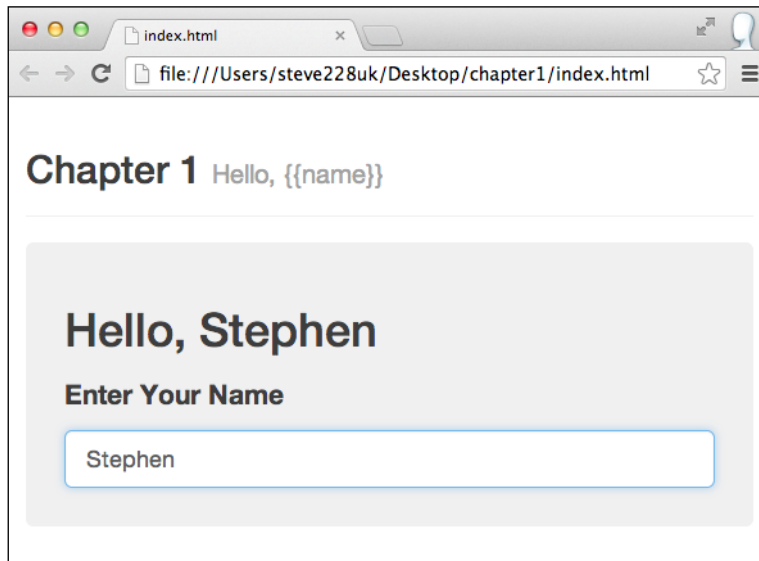 index.html
file:///Users/steve228uk/Desktop/chapter1/index.html
Chapter 1 Hello, {{name}}
Hello, Stephen
Enter Your Name
Stephen